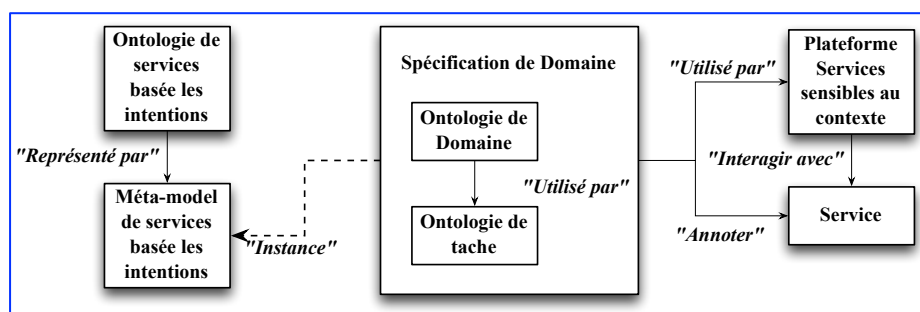 Ontologie de
services
basée les
intentions
"Représenté par"
Méta-model
de services
basée les
intentions
"Instance"
Spécification de Domaine
Ontologie de
Domaine
"Utilisé par"
Ontologie de
tache
"Utilisé par"
Plateforme
Services
sensibles au
contexte
"Interagir avec"
Service
"Annoter"